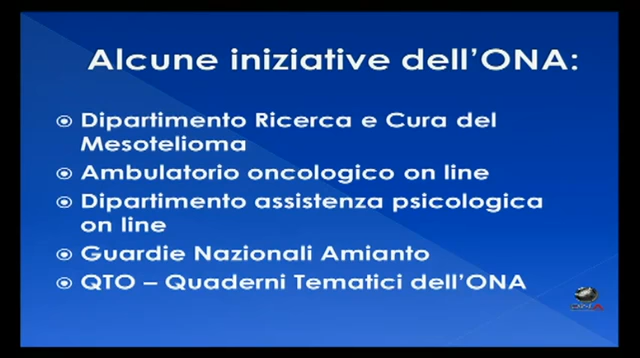 Alcune iniziative dell'ONA:
Dipartimento Ricerca e Cura del
Mesotelioma
Ambulatorio oncologico on line
Dipartimento assistenza psicologica
on line
Guardie Nazionali Amianto
QTO – Quaderni Tematici dell'ONA